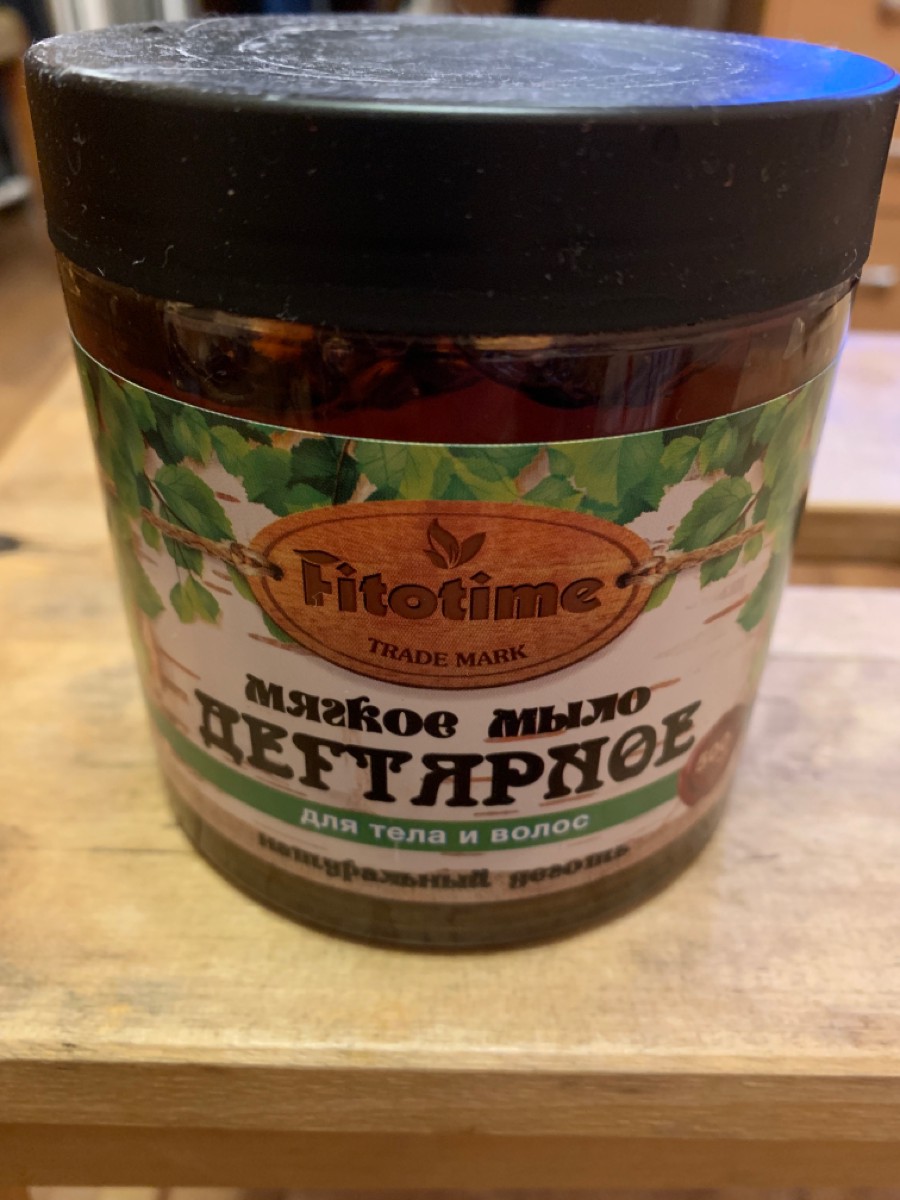 Fitotime
TRADE MARK
мягкое мыло
ДЕГТЯРНОЕ
для тела и волос
натуральный деготь